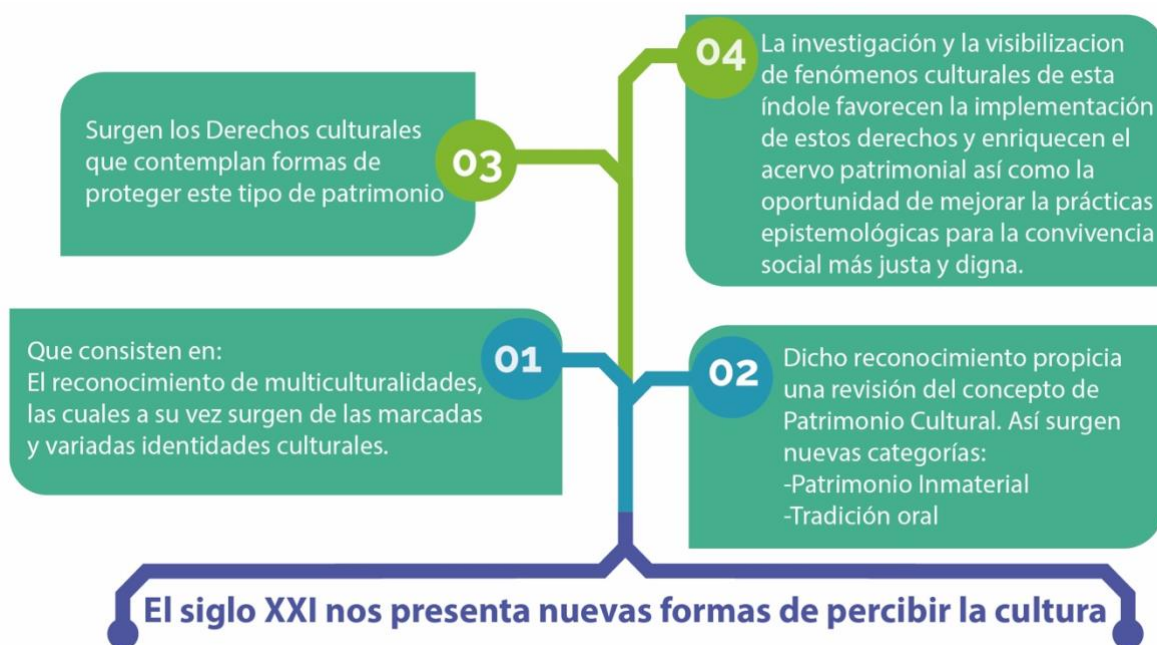 04
La investigación y la visibilizacion
de fenómenos culturales de esta
índole favorecen la implementación
de estos derechos y enriquecen el
acervo patrimonial así como la
oportunidad de mejorar la prácticas
epistemológicas para la convivencia
social más justa y digna.
03
Surgen los Derechos culturales
que contemplan formas de
proteger este tipo de patrimonio
01
Que consisten en:
El reconocimiento de multiculturalidades,
las cuales a su vez surgen de las marcadas
y variadas identidades culturales.
02
Dicho reconocimiento propicia
una revisión del concepto de
Patrimonio Cultural. Así surgen
nuevas categorías:
-Patrimonio Inmaterial
-Tradición oral
El siglo XXI nos presenta nuevas formas de percibir la cultura